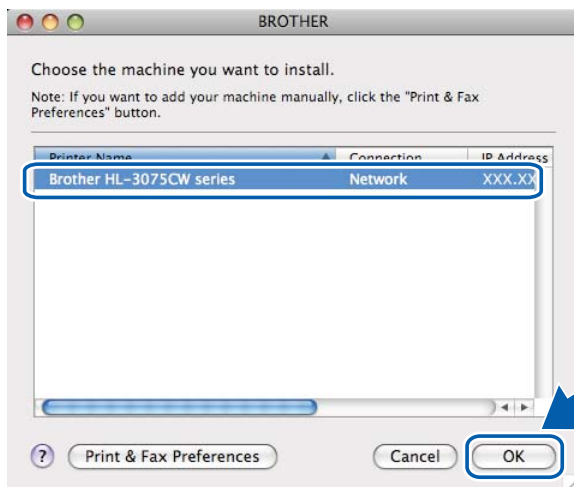 BROTHER
Choose the machine you want to install.
Note: If you want to add your machine manually, click the "Print & Fax
Preferences" button.
Printer Name Connection IP Address
Brother HL-3075CW series Network XXX.XX
? Print & Fax Preferences Cancel OK